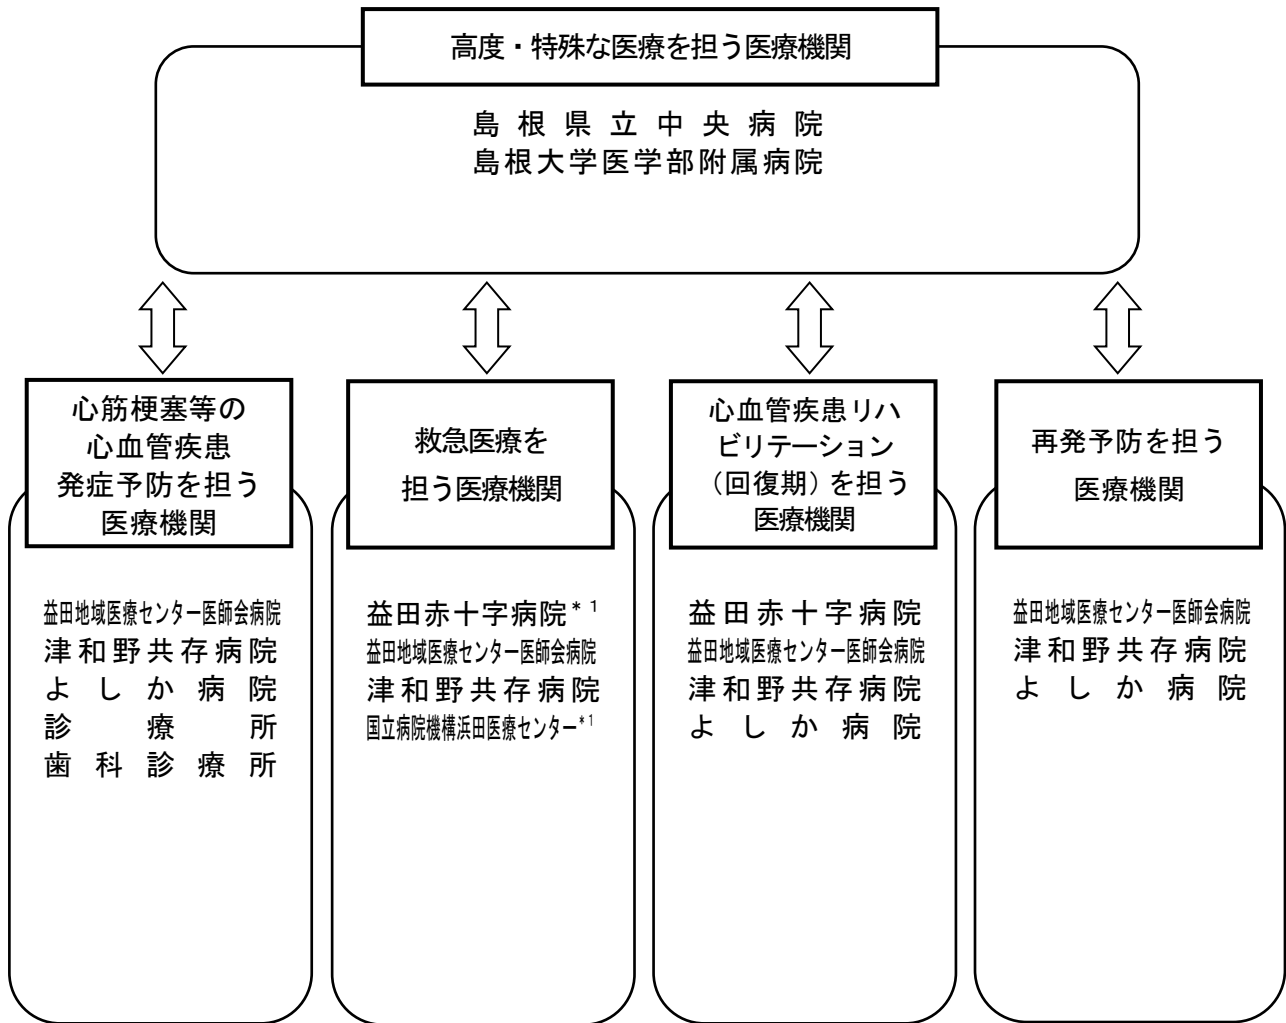 高度・特殊な医療を担う医療機関
島根県立中央病院
島根大学医学部附属病院
心筋梗塞等の
心血管疾患
発症予防を担う
医療機関
益田地域医療センター医師会病院
津和野共存病院
よしか病院
診療所
歯科診療所
救急医療を
担う医療機関
益田赤十字病院*1
益田地域医療センター医師会病院
津和野共存病院
国立病院機構浜田医療センター*1
心血管疾患リハ
ビリテーション
（回復期）を担う
医療機関
益田赤十字病院
益田地域医療センター医師会病院
津和野共存病院
よしか病院
再発予防を担う
医療機関
益田地域医療センター医師会病院
津和野共存病院
よしか病院